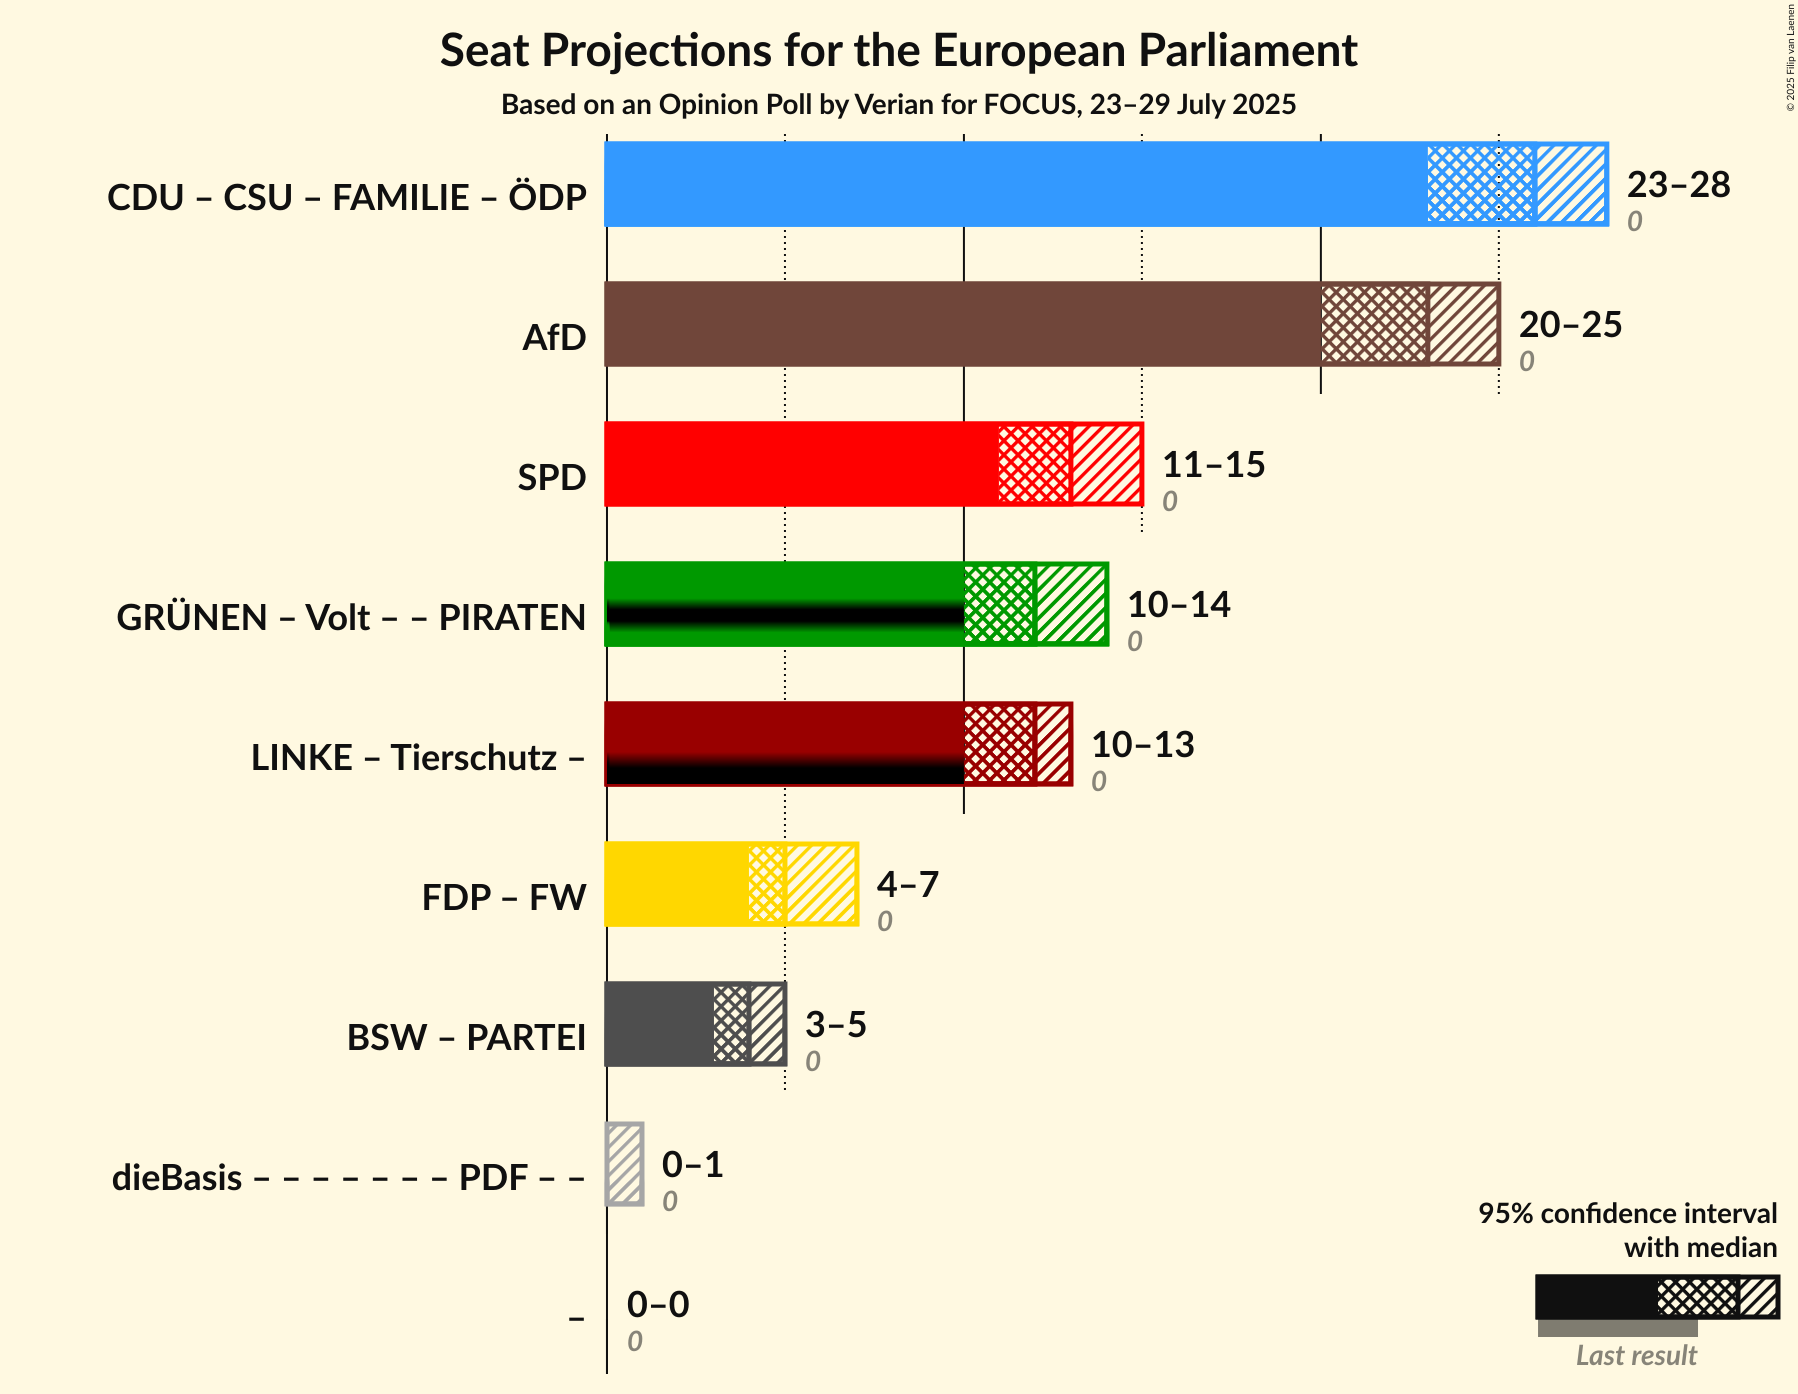 Seat Projections for the European Parliament
Based on an Opinion Poll by Verian for FOCUS, 23–29 July 2025
© 2025 Filip van Laenen
CDU – CSU – FAMILIE – ÖDP
23–28
0
AfD
20–25
0
SPD
11–15
0
GRÜNEN – Volt – – PIRATEN
10–14
0
LINKE – Tierschutz –
10–13
0
FDP – FW
4–7
0
BSW – PARTEI
3–5
0
dieBasis – – – – – – – PDF – –
0–1
0
–
0–0
0
95% confidence interval
with median
Last result